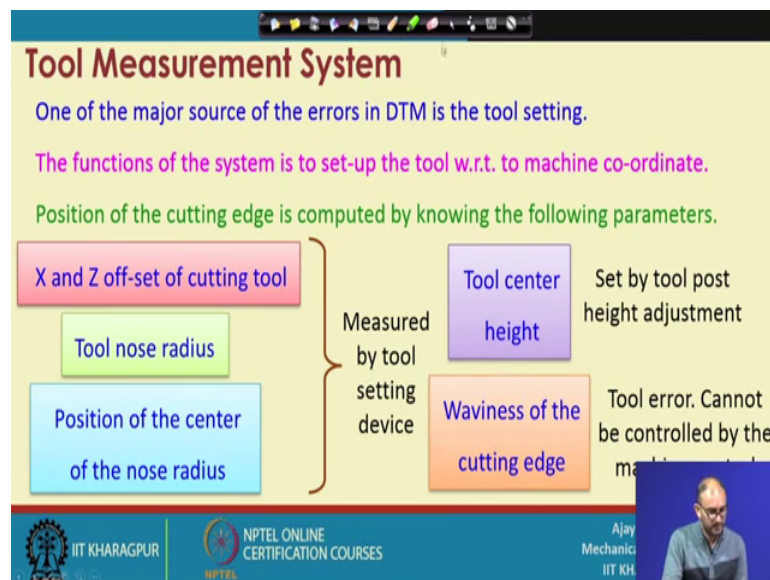 Tool Measurement System
One of the major source of the errors in DTM is the tool setting.
The functions of the system is to set-up the tool w.r.t. to machine co-ordinate.
Position of the cutting edge is computed by knowing the following parameters.
X and Z off-set of cutting tool
Tool nose radius
Position of the center
of the nose radius
Measured
by tool
setting
device
Tool center
height
Set by tool post
height adjustment
Waviness of the
cutting edge
Tool error. Cannot
be controlled by the
IIT KHARAGPUR
NPTEL
NPTEL ONLINE
CERTIFICATION COURSES
Ajay
IIT